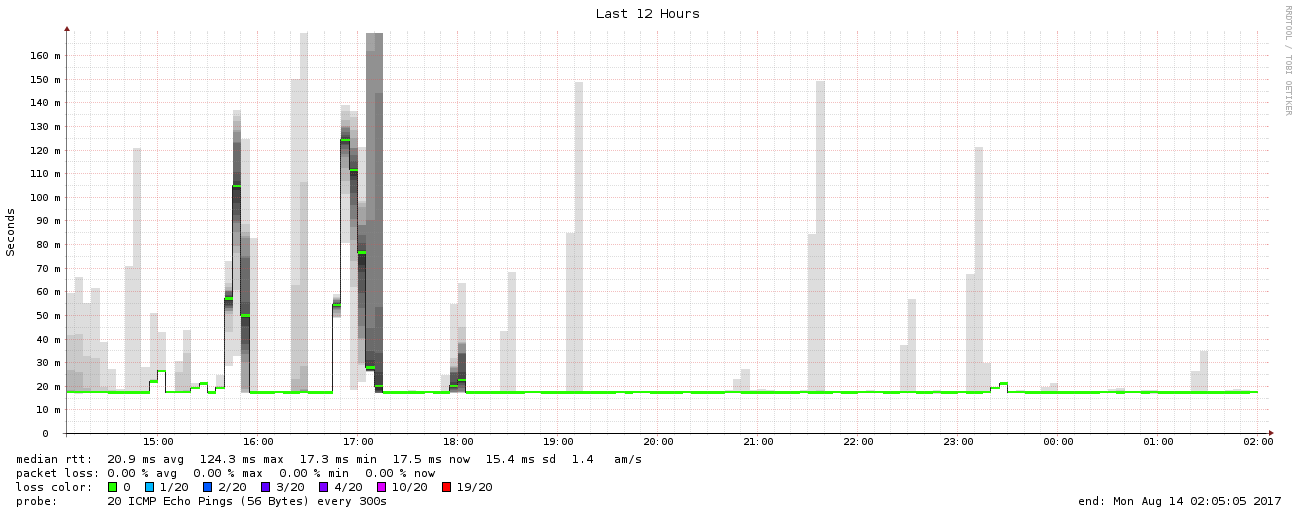 Last 12 Hours
RRDTOOL / TOBI OETIKER
Seconds
160 m
150 m
140 m
130 m
120 m
110 m
100 m
90 m
80 m
70 m
60 m
50 m
40 m
30 m
20 m
10 m
0
15:00 16:00 17:00 18:00 19:00 20:00 21:00 22:00 23:00 00:00 01:00 02:00
median rtt: 20.9 ms avg 124.3 ms max 17.3 ms min 17.5 ms now 15.4 ms sd 1.4 am/s
packet loss: 0.00 % avg 0.00 % max 0.00 % min 0.00 % now
loss color: 0 1/20 2/20 3/20 4/20 10/20 19/20
probe: 20 ICMP Echo Pings (56 Bytes) every 300s end: Mon Aug 14 02:05:05 2017